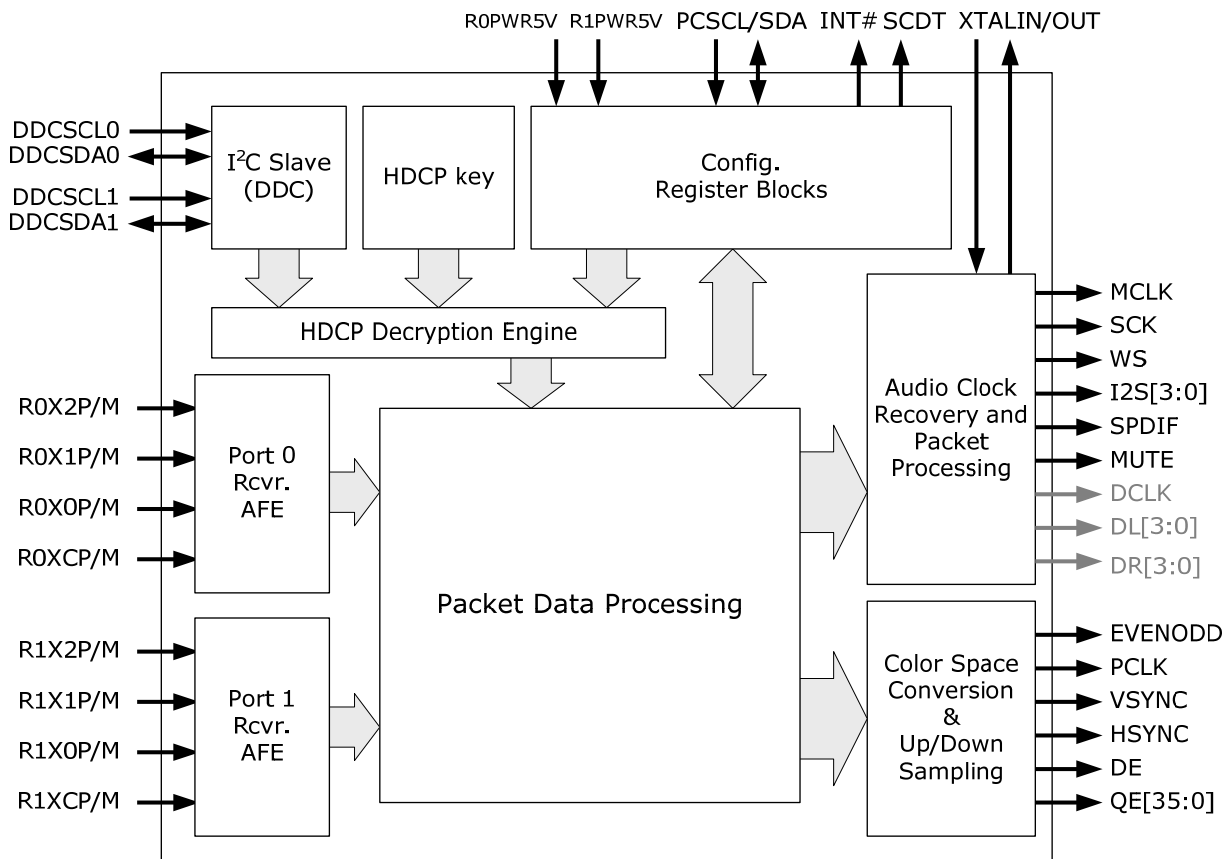 R0PWR5V R1PWR5V PCSCL/SDA INT# SCDT XTALIN/OUT
DDCSCL0
DDCSDA0
DDCSCL1
DDCSDA1
I²C Slave
(DDC)
HDCP key
Config.
Register Blocks
HDCP Decryption Engine
R0X2P/M
R0X1P/M
R0X0P/M
R0XCP/M
Port 0
Rcvr.
AFE
R1X2P/M
R1X1P/M
R1X0P/M
R1XCP/M
Port 1
Rcvr.
AFE
Packet Data Processing
Audio Clock
Recovery and
Packet
Processing
MCLK
SCK
WS
I2S[3:0]
SPDIF
MUTE
DCLK
DL[3:0]
DR[3:0]
Color Space
Conversion
&
Up/Down
Sampling
EVENODD
PCLK
VSYNC
HSYNC
DE
QE[35:0]